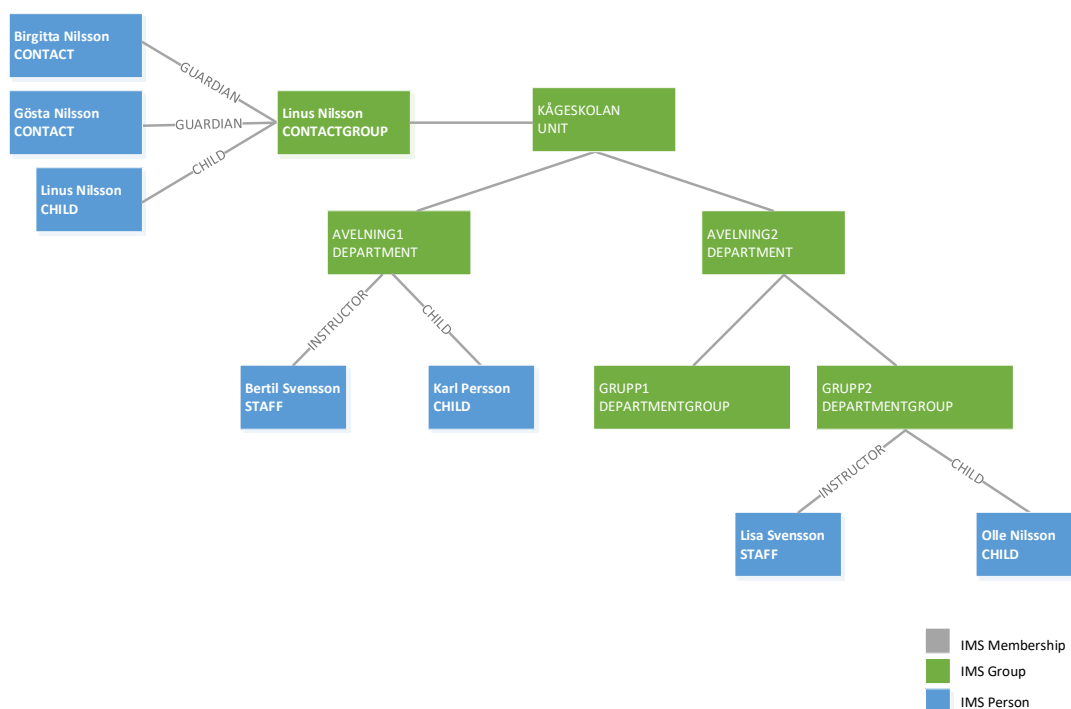 Birgitta Nilsson
CONTACT
GUARDIAN
Gösta Nilsson
CONTACT
GUARDIAN
Linus Nilsson
CHILD
CHILD
Linus Nilsson
CONTACTGROUP
KÅGESKOLAN
UNIT
AVELNING1
DEPARTMENT
AVELNING2
DEPARTMENT
INSTRUCTOR
CHILD
Bertil Svensson
STAFF
Karl Persson
CHILD
GRUPP1
DEPARTMENTGROUP
GRUPP2
DEPARTMENTGROUP
INSTRUCTOR
CHILD
Lisa Svensson
STAFF
Olle Nilsson
CHILD
IMS Membership
IMS Group
IMS Person